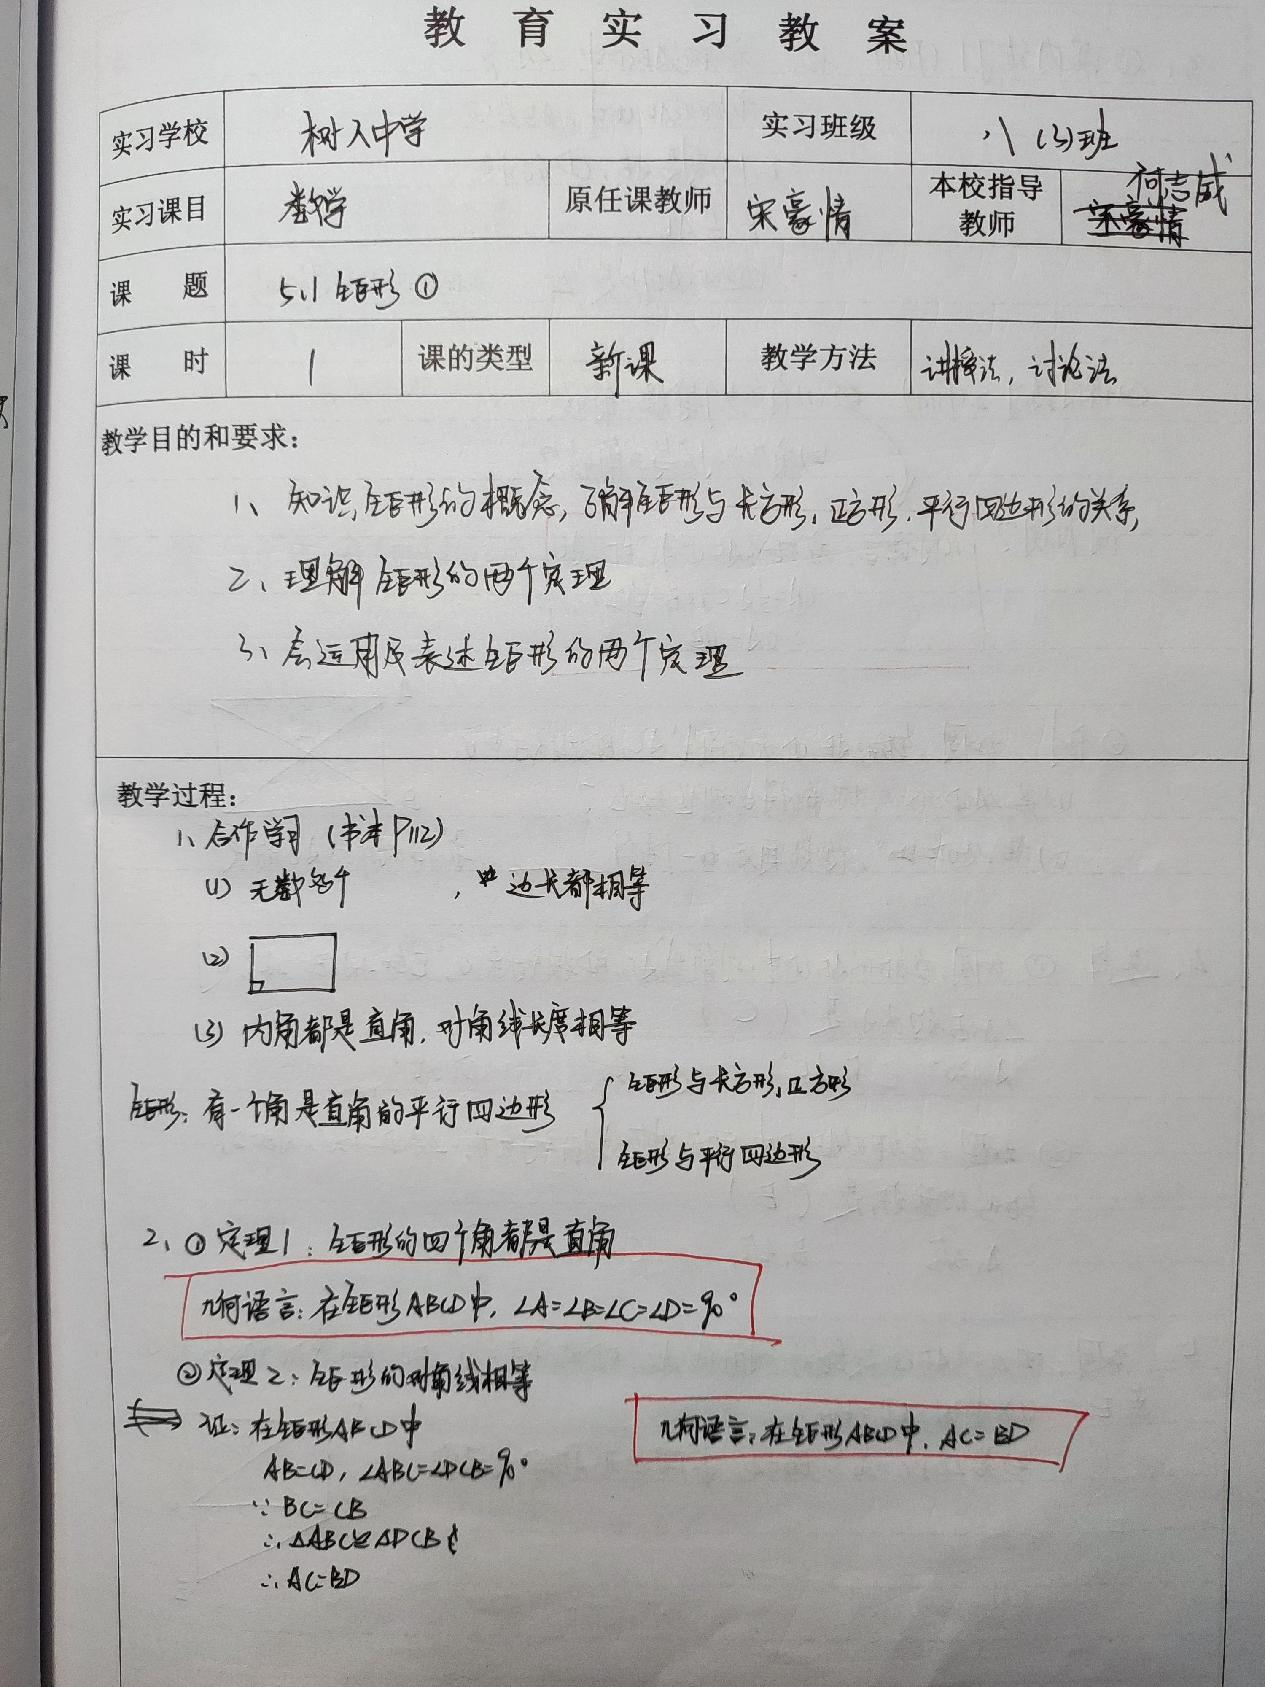 教育实习教案
实习学校 树人中学 实习班级 八(3)班
实习课目 数学 原任课教师 宋豪情 本校指导教师 何志威
课题 5.1 矩形①
课时 1 课的类型 新课 教学方法 讲授法，讨论法
教学目的和要求：
1、知识矩形的概念，了解矩形与长方形，正方形，平行四边形的关系，
2、理解矩形的两个定理
3、会运用及表述矩形的两个定理
教学过程：
1、合作学习（书本P112）
(1) 无数多个 ， 边长都相等
(2)
(3) 内角都是直角，对角线长度相等
矩形：有一个角是直角的平行四边形
矩形与长方形，正方形
矩形与平行四边形
2、① 定理1：矩形的四个角都是直角
几何语言：在矩形ABCD中，∠A=∠B=∠C=∠D=90°
② 定理2：矩形的对角线相等
证：在矩形ABCD中
几何语言：在矩形ABCD中，AC=BD
AB=CD，∠ABC=∠DCB=90°
∵ BC=CB
∴ △ABC≌△DCB
∴ AC=BD